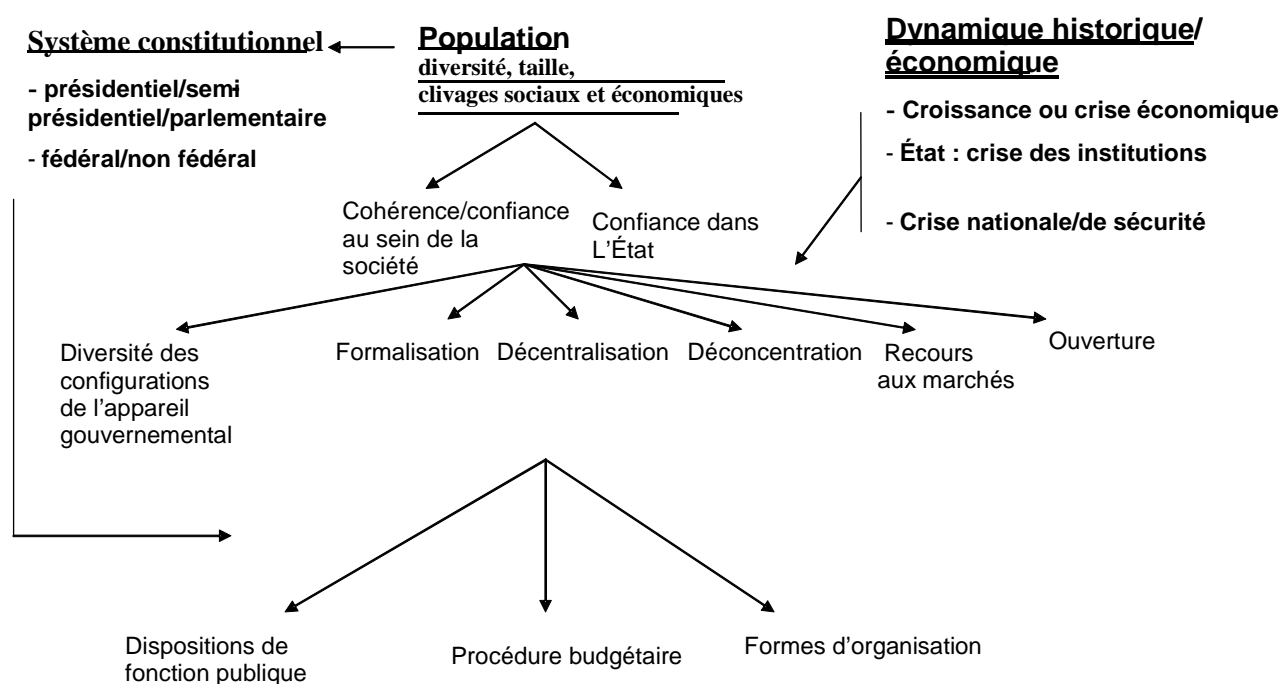 Système constitutionnel
- présidentiel/semi-
présidentiel/parlementaire
- fédéral/non fédéral
Population
diversité, taille,
clivages sociaux et économiques
Dynamique historique/
économique
- Croissance ou crise économique
- État : crise des institutions
- Crise nationale/de sécurité
Cohérence/confiance
au sein de la
société
Confiance dans
L’État
Diversité des
configurations
de l’appareil
gouvernemental
Formalisation
Décentralisation
Déconcentration
Recours
aux marchés
Ouverture
Dispositions de
fonction publique
Procédure budgétaire
Formes d’organisation